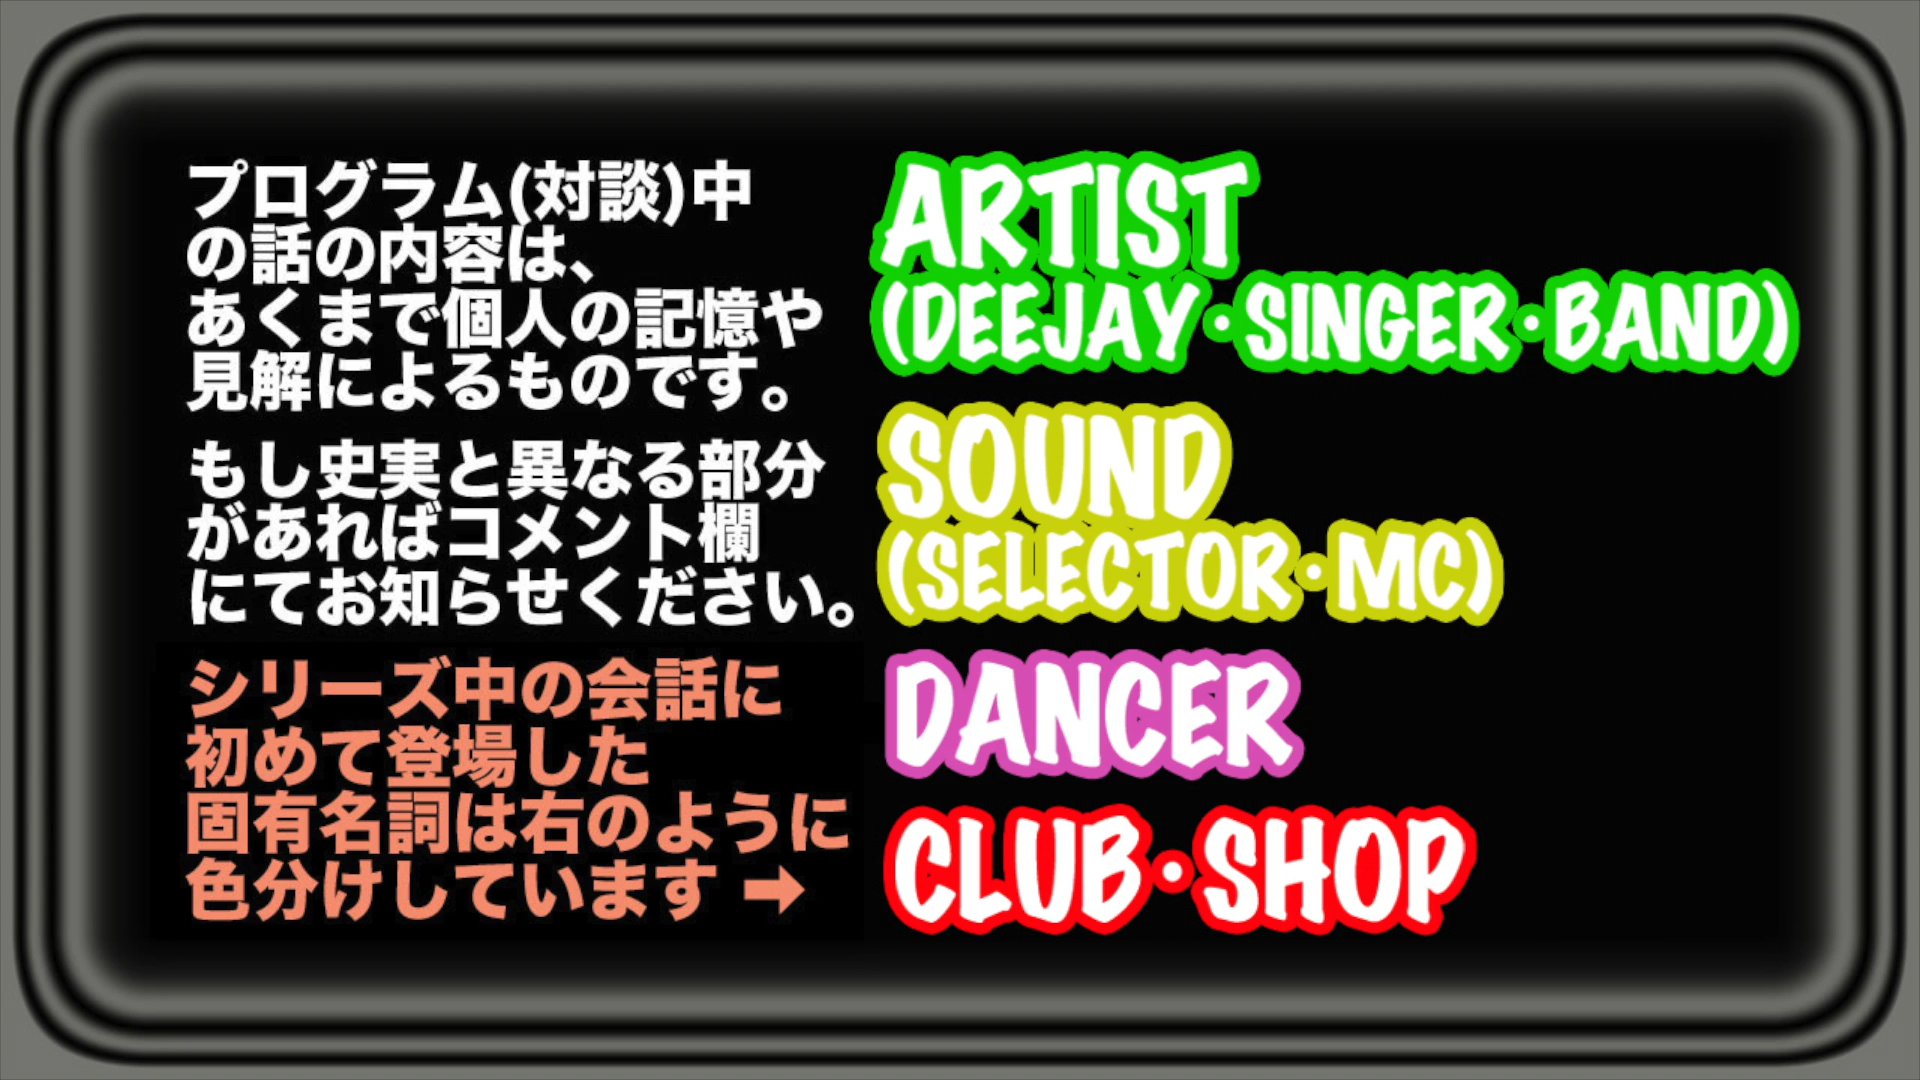 プログラム(対談)中
の話の内容は、
あくまで個人の記憶や
見解によるものです。
もし史実と異なる部分
があればコメント欄
にてお知らせください。
シリーズ中の会話に
初めて登場した
固有名詞は右のように
色分けしています ➡
ARTIST
(DEEJAY・SINGER・BAND)
SOUND
(SELECTOR・MC)
DANCER
CLUB・SHOP